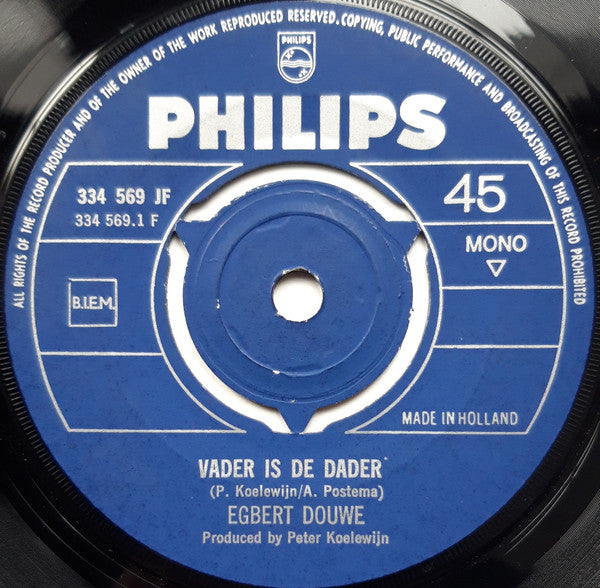 ALL RIGHTS OF THE RECORD PRODUCER AND OF THE OWNER OF THE WORK REPRODUCED RESERVED. COPYING, PUBLIC PERFORMANCE AND BROADCASTING OF THIS RECORD PROHIBITED
PHILIPS
PHILIPS
334 569 JF
334 569.1 F
45
MONO
B.I.E.M.
MADE IN HOLLAND
VADER IS DE DADER
(P. Koelewijn/A. Postema)
EGBERT DOUWE
Produced by Peter Koelewijn